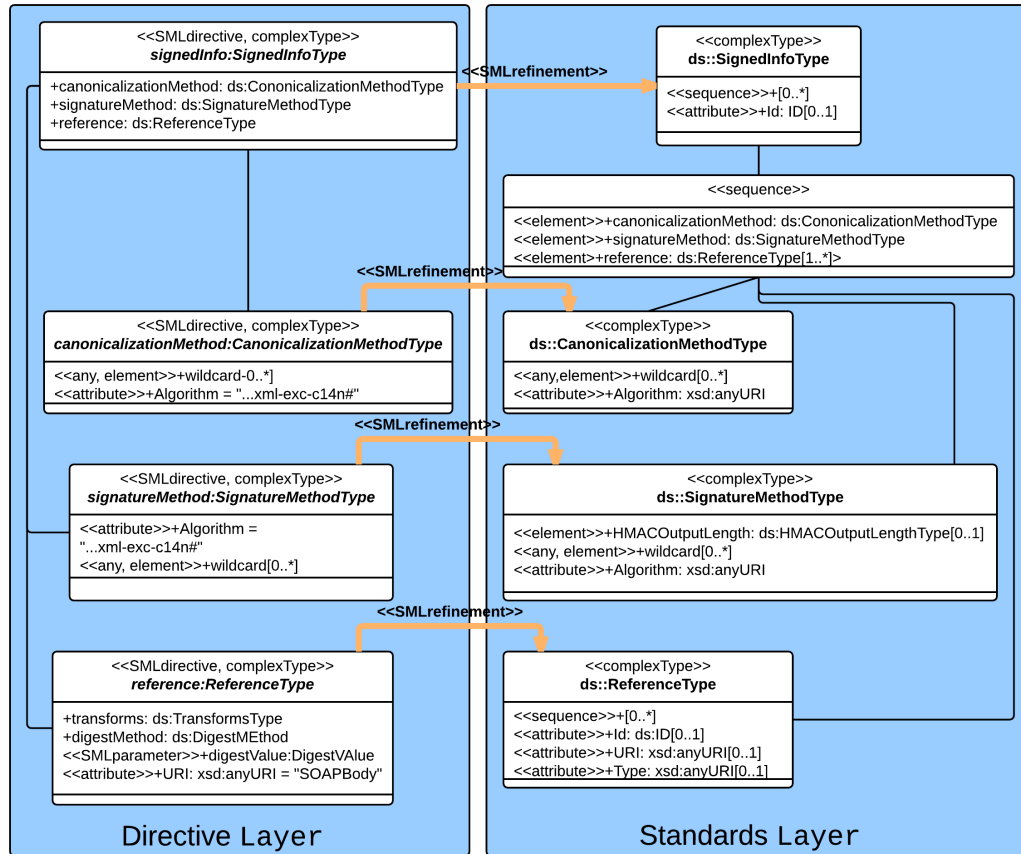 <<SMLdirective, complexType>>
signedInfo:SignedInfoType
+canonicalizationMethod: ds:CononicalizationMethodType
+signatureMethod: ds:SignatureMethodType
+reference: ds:ReferenceType
<<SMLrefinement>>
<<complexType>>
ds::SignedInfoType
<<sequence>>+[0..*]
<<attribute>>+Id: ID[0..1]
<<sequence>>
<<element>>+canonicalizationMethod: ds:CononicalizationMethodType
<<element>>+signatureMethod: ds:SignatureMethodType
<<element>+reference: ds:ReferenceType[1..*]>
<<SMLrefinement>>
<<SMLdirective, complexType>>
canonicalizationMethod:CanonicalizationMethodType
<<any, element>>+wildcard-0..*]
<<attribute>>+Algorithm = "...xml-exc-c14n#"
<<complexType>>
ds::CanonicalizationMethodType
<<any,element>>+wildcard[0..*]
<<attribute>>+Algorithm: xsd:anyURI
<<SMLrefinement>>
<<SMLdirective, complexType>>
signatureMethod:SignatureMethodType
<<attribute>>+Algorithm =
"...xml-exc-c14n#"
<<any, element>>+wildcard[0..*]
<<complexType>>
ds::SignatureMethodType
<<element>>+HMACOutputLength: ds:HMACOutputLengthType[0..1]
<<any, element>>+wildcard[0..*]
<<attribute>>+Algorithm: xsd:anyURI
<<SMLrefinement>>
<<SMLdirective, complexType>>
reference:ReferenceType
+transforms: ds:TransformsType
+digestMethod: ds:DigestMEthod
<<SMLparameter>>+digestValue:DigestVAlue
<<attribute>>+URI: xsd:anyURI = "SOAPBody"
<<complexType>>
ds::ReferenceType
<<sequence>>+[0..*]
<<attribute>>+Id: ds:ID[0..1]
<<attribute>>+URI: xsd:anyURI[0..1]
<<attribute>>+Type: xsd:anyURI[0..1]
Directive Layer
Standards Layer